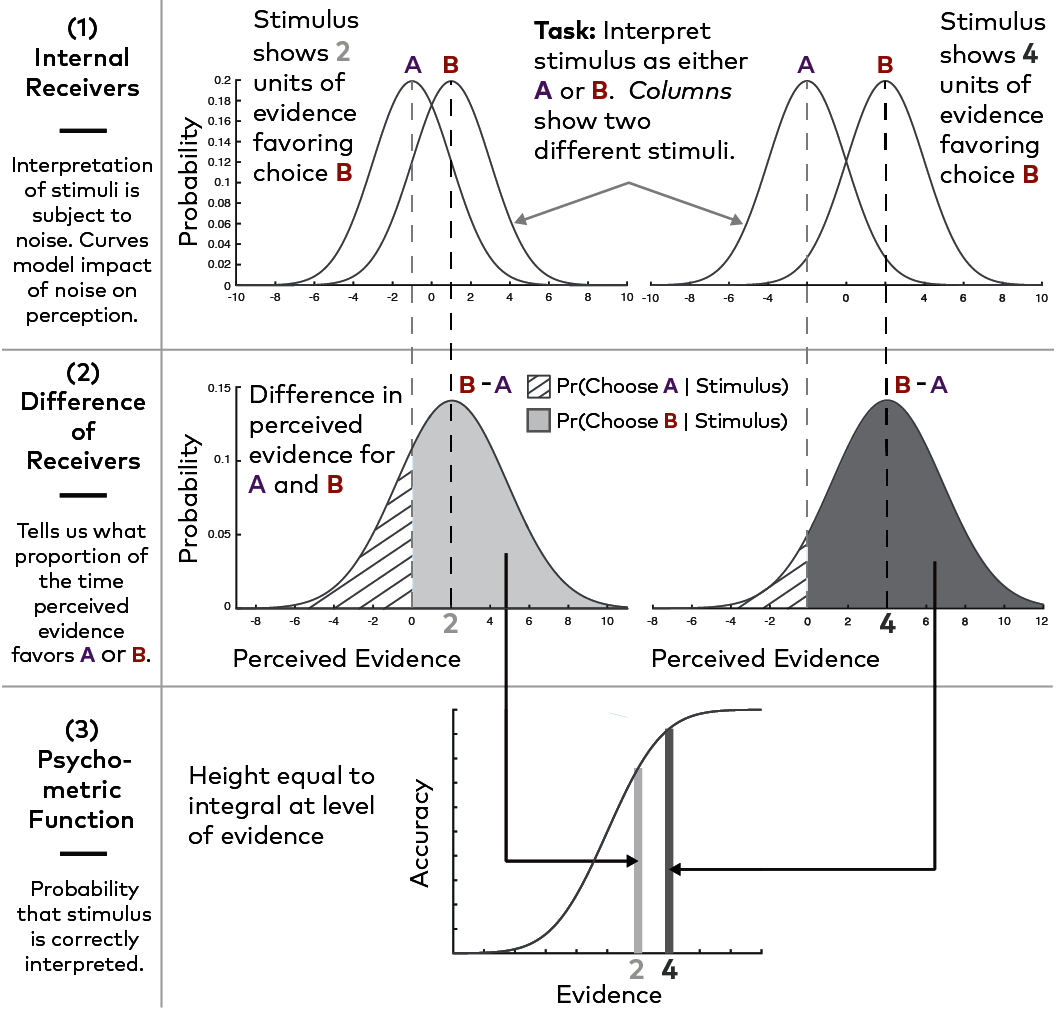 (1)
Internal
Receivers
Interpretation
of stimuli is
subject to
noise. Curves
model impact
of noise on
perception.
Stimulus
shows 2
units of
evidence
favoring
choice B
Task: Interpret
stimulus as either
A or B. Columns
show two
different stimuli.
Stimulus
shows 4
units of
evidence
favoring
choice B
A B
A B
Probability
0.2
0.18
0.16
0.14
0.12
0.1
0.08
0.06
0.04
0.02
0
-10 -8 -6 -4 -2 0 2 4 6 8 10
-10 -8 -6 -4 0 2 4 6 8 10
(2)
Difference
of
Receivers
Tells us what
proportion of
the time
perceived
evidence
favors A or B.
Difference in
perceived
evidence for
A and B
B - A
Pr(Choose A | Stimulus)
Pr(Choose B | Stimulus)
B - A
Probability
0.15
0.1
0.05
0
-8 -6 -4 -2 0 2 4 6 8 10
-8 -6 -4 -2 0 2 4 6 8 10 12
Perceived Evidence
Perceived Evidence
(3)
Psycho-
metric
Function
Probability
that stimulus
is correctly
interpreted.
Height equal to
integral at level
of evidence
Accuracy
2 4
Evidence